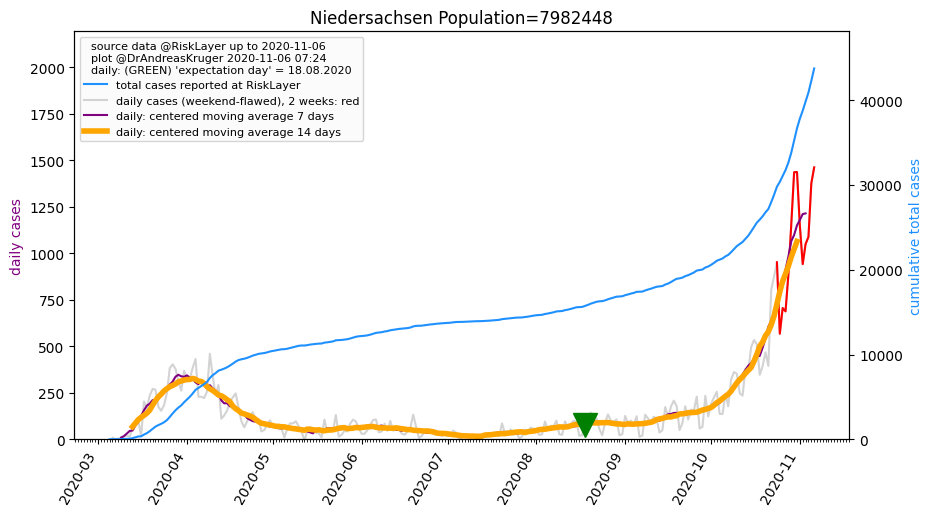 Niedersachsen Population=7982448
source data @RiskLayer up to 2020-11-06
plot @DrAndreasKruger 2020-11-06 07:24
daily: (GREEN) 'expectation day' = 18.08.2020
total cases reported at RiskLayer
daily cases (weekend-flawed), 2 weeks: red
daily: centered moving average 7 days
daily: centered moving average 14 days
daily cases
2000
1750
1500
1250
1000
750
500
250
0
cumulative total cases
40000
30000
20000
10000
0
2020-03
2020-04
2020-05
2020-06
2020-07
2020-08
2020-09
2020-10
2020-11